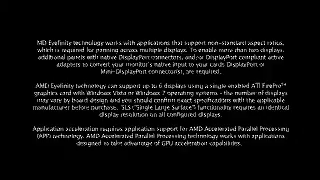 MD Eyefinity technology works with applications that support non-standard aspect ratios,
which is required for panning across multiple displays. To enable more than two displays,
additional panels with native DisplayPort connectors, and/or DisplayPort compliant active
adapters to convert your monitor's native input to your cards DisplayPort or
Mini-DisplayPort connector(s), are required.
AMD Eyefinity technology can support up to 6 displays using a single enabled ATI FirePro™
graphics card with Windows Vista or Windows 7 operating systems - the number of displays
may vary by board design and you should confirm exact specifications with the applicable
manufacturer before purchase. SLS ("Single Large Surface") functionality requires an identical
display resolution on all configured displays.
Application acceleration requires application support for AMD Accelerated Parallel Processing
(APP) technology. AMD Accelerated Parallel Processing technology works with applications
designed to take advantage of GPU acceleration capabilities.